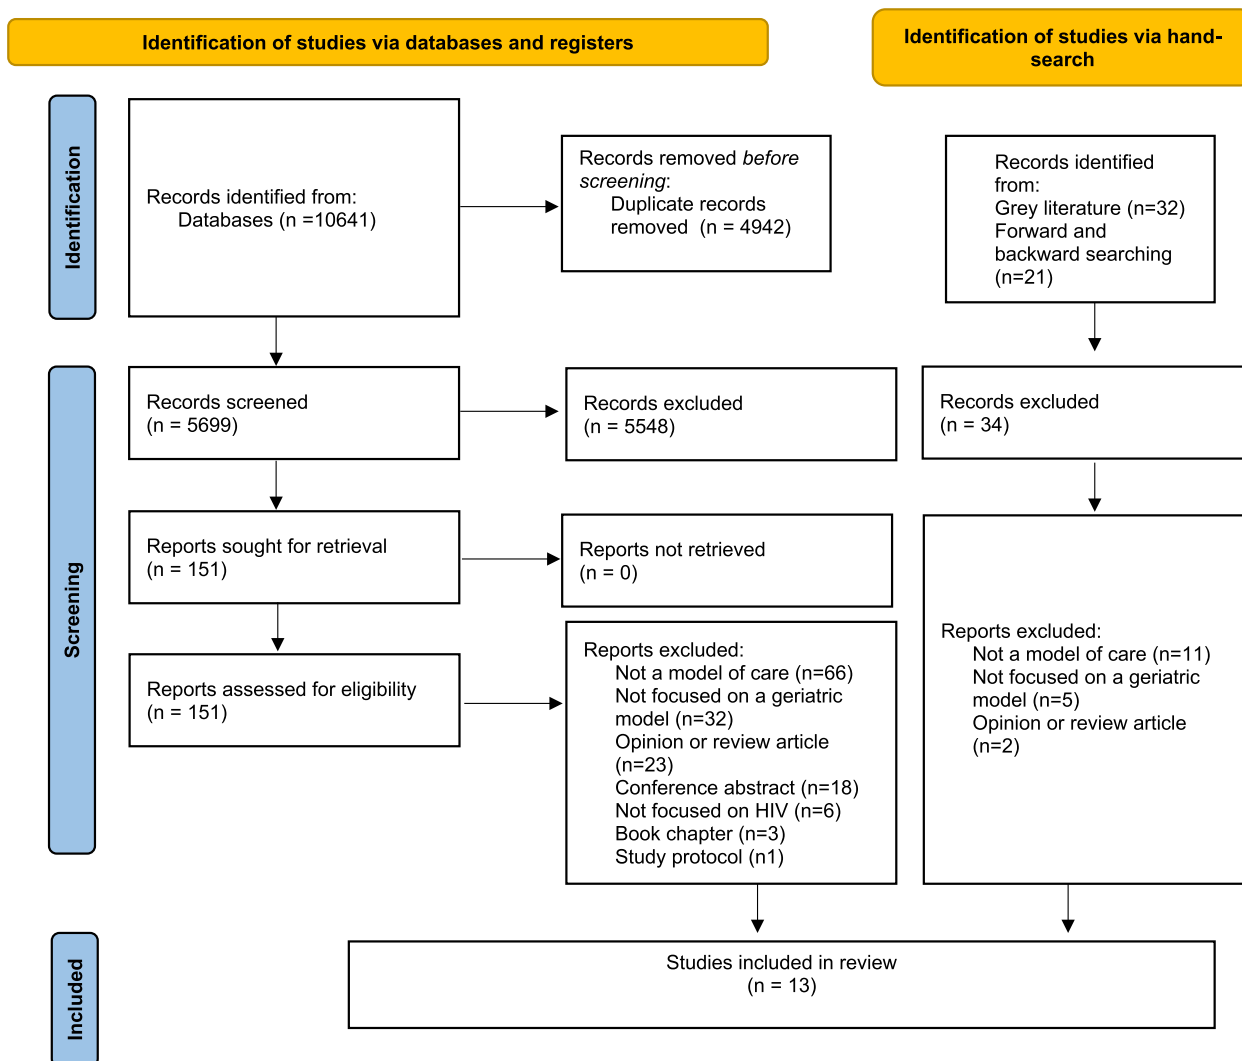 Identification of studies via databases and registers
Identification of studies via hand-
search
Identification
Records identified from:
Databases (n =10641)
Records removed before
screening:
Duplicate records
removed (n = 4942)
Records identified
from:
Grey literature (n=32)
Forward and
backward searching
(n=21)
Screening
Records screened
(n = 5699)
Records excluded
(n = 5548)
Records excluded
(n = 34)
Reports sought for retrieval
(n = 151)
Reports not retrieved
(n = 0)
Reports assessed for eligibility
(n = 151)
Reports excluded:
Not a model of care (n=66)
Not focused on a geriatric
model (n=32)
Opinion or review article
(n=23)
Conference abstract (n=18)
Not focused on HIV (n=6)
Book chapter (n=3)
Study protocol (n1)
Reports excluded:
Not a model of care (n=11)
Not focused on a geriatric
model (n=5)
Opinion or review article
(n=2)
Included
Studies included in review
(n = 13)